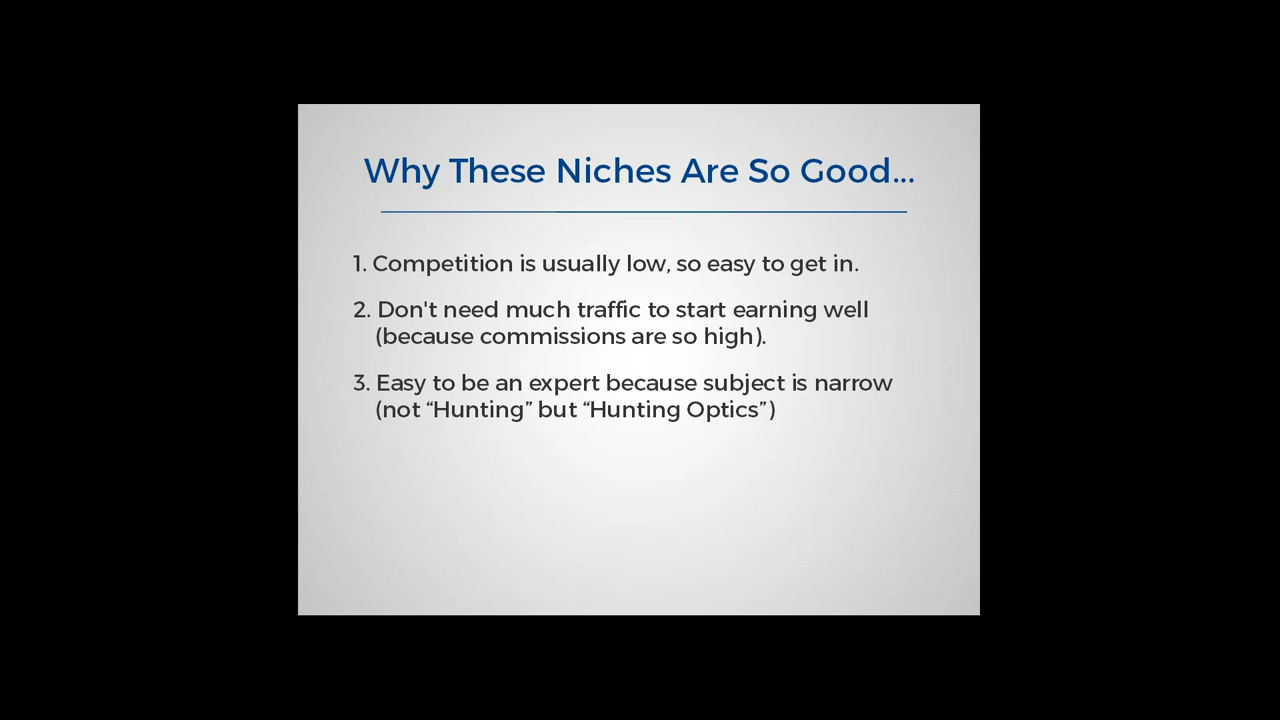 Why These Niches Are So Good...
1. Competition is usually low, so easy to get in.
2. Don't need much traffic to start earning well
(because commissions are so high).
3. Easy to be an expert because subject is narrow
(not “Hunting” but “Hunting Optics”)